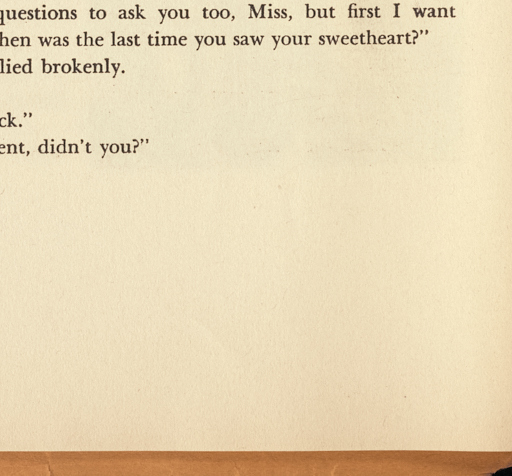 questions to ask you too, Miss, but first I want
hen was the last time you saw your sweetheart?”
lied brokenly.
ck.”
ent, didn’t you?”